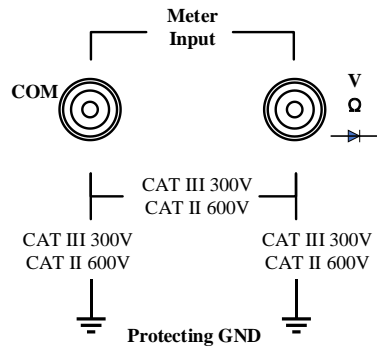 Meter
Input
COM
V
Ω
CAT III 300V
CAT II 600V
CAT III 300V
CAT II 600V
CAT III 300V
CAT II 600V
Protecting GND